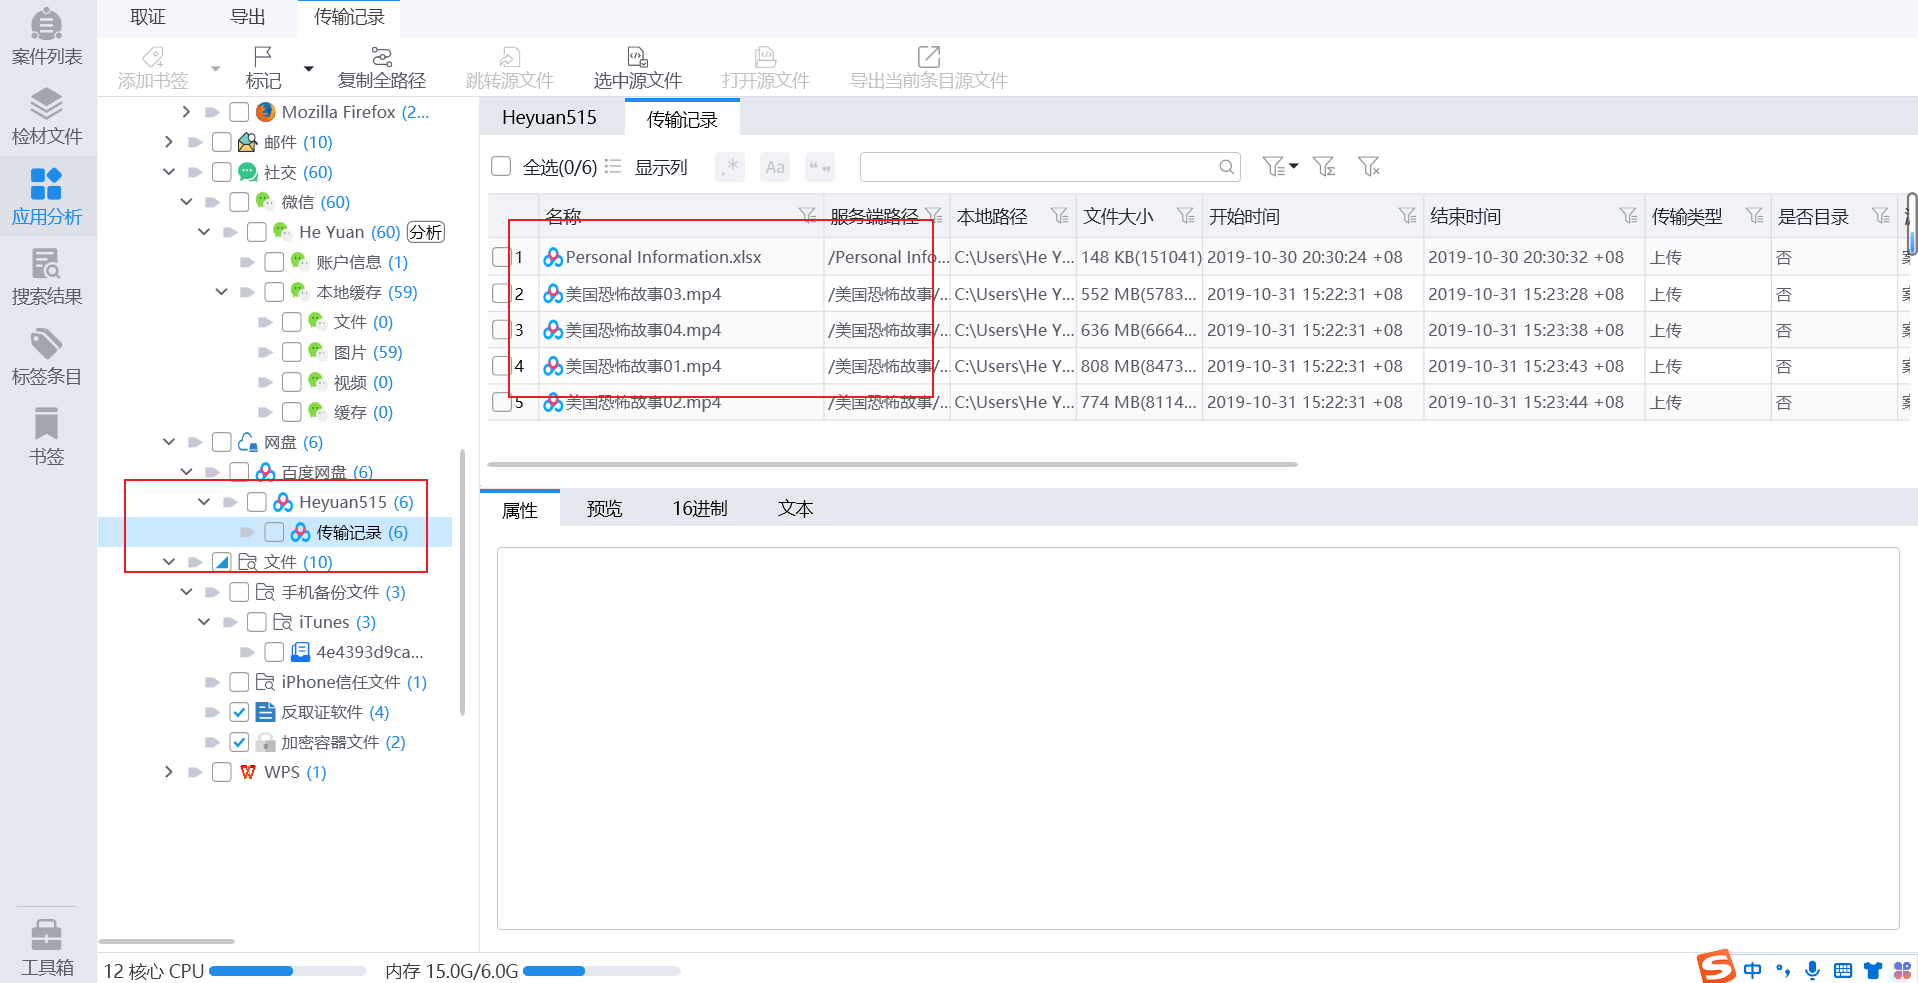 取证 导出 传输记录
添加书签 标记 复制全路径 跳转源文件 选中源文件 打开源文件 导出当前条目源文件
案件列表
检材文件
应用分析
搜索结果
标签条目
书签
工具箱
Mozilla Firefox (2...
邮件 (10)
社交 (60)
微信 (60)
He Yuan (60) 分析
账户信息 (1)
本地缓存 (59)
文件 (0)
图片 (59)
视频 (0)
缓存 (0)
网盘 (6)
百度网盘 (6)
Heyuan515 (6)
传输记录 (6)
文件 (10)
手机备份文件 (3)
iTunes (3)
4e4393d9ca...
iPhone信任文件 (1)
反取证软件 (4)
加密容器文件 (2)
WPS (1)
Heyuan515 传输记录
全选(0/6) 显示列 .* Aa
名称 服务端路径 本地路径 文件大小 开始时间 结束时间 传输类型 是否目录
1 Personal Information.xlsx /Personal Info... C:\Users\He Y... 148 KB(151041) 2019-10-30 20:30:24 +08 2019-10-30 20:30:32 +08 上传 否
2 美国恐怖故事03.mp4 /美国恐怖故事/... C:\Users\He Y... 552 MB(5783... 2019-10-31 15:22:31 +08 2019-10-31 15:23:28 +08 上传 否
3 美国恐怖故事04.mp4 /美国恐怖故事/... C:\Users\He Y... 636 MB(6664... 2019-10-31 15:22:31 +08 2019-10-31 15:23:38 +08 上传 否
4 美国恐怖故事01.mp4 /美国恐怖故事/... C:\Users\He Y... 808 MB(8473... 2019-10-31 15:22:31 +08 2019-10-31 15:23:43 +08 上传 否
5 美国恐怖故事02.mp4 /美国恐怖故事/... C:\Users\He Y... 774 MB(8114... 2019-10-31 15:22:31 +08 2019-10-31 15:23:44 +08 上传 否
属性 预览 16进制 文本
12 核心 CPU 内存 15.0G/6.0G
中